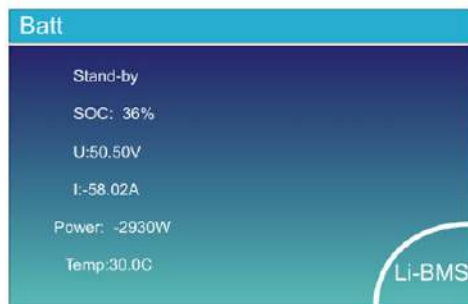 Batt
Stand-by
SOC: 36%
U:50.50V
I:-58.02A
Power: -2930W
Temp:30.0C
Li-BMS